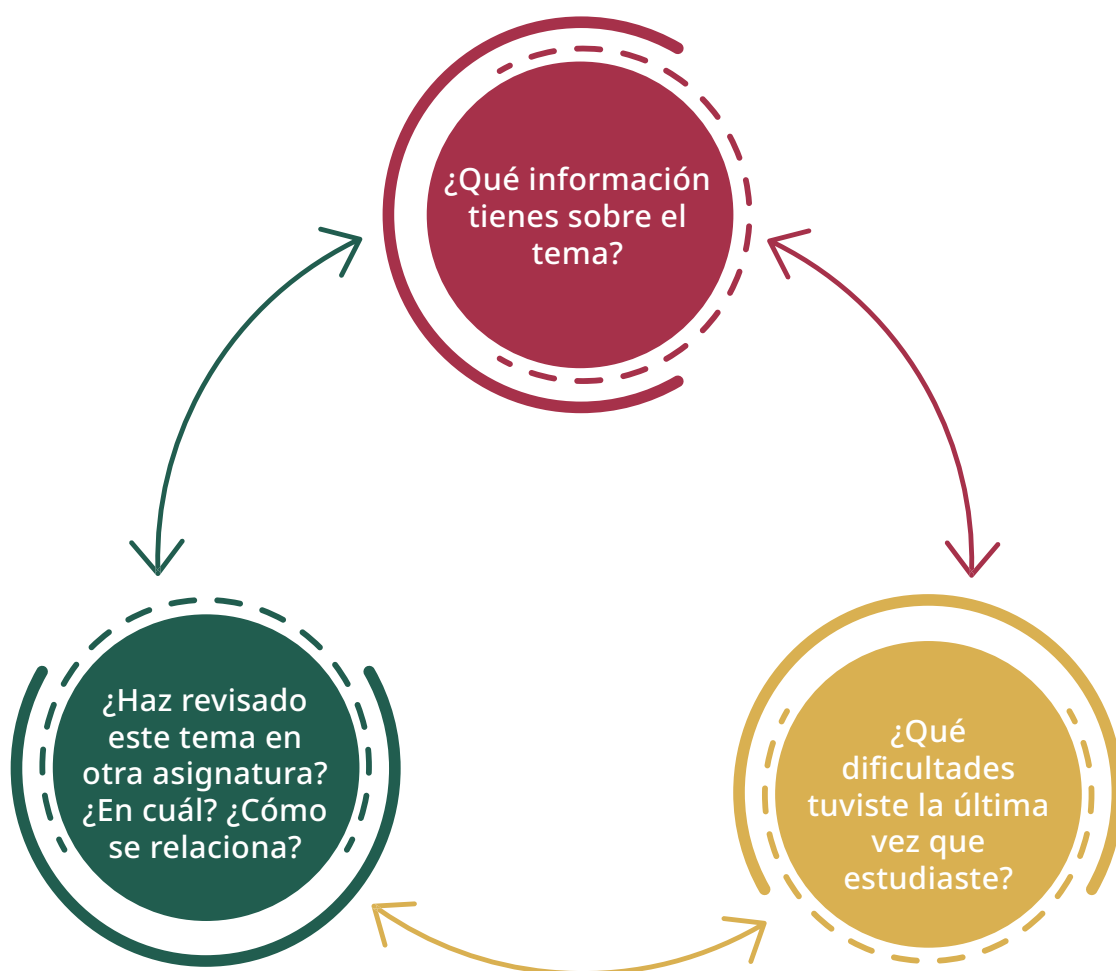 ¿Qué información
tienes sobre el
tema?
¿Haz revisado
este tema en
otra asignatura?
¿En cuál? ¿Cómo
se relaciona?
¿Qué
dificultades
tuviste la última
vez que
estudiaste?